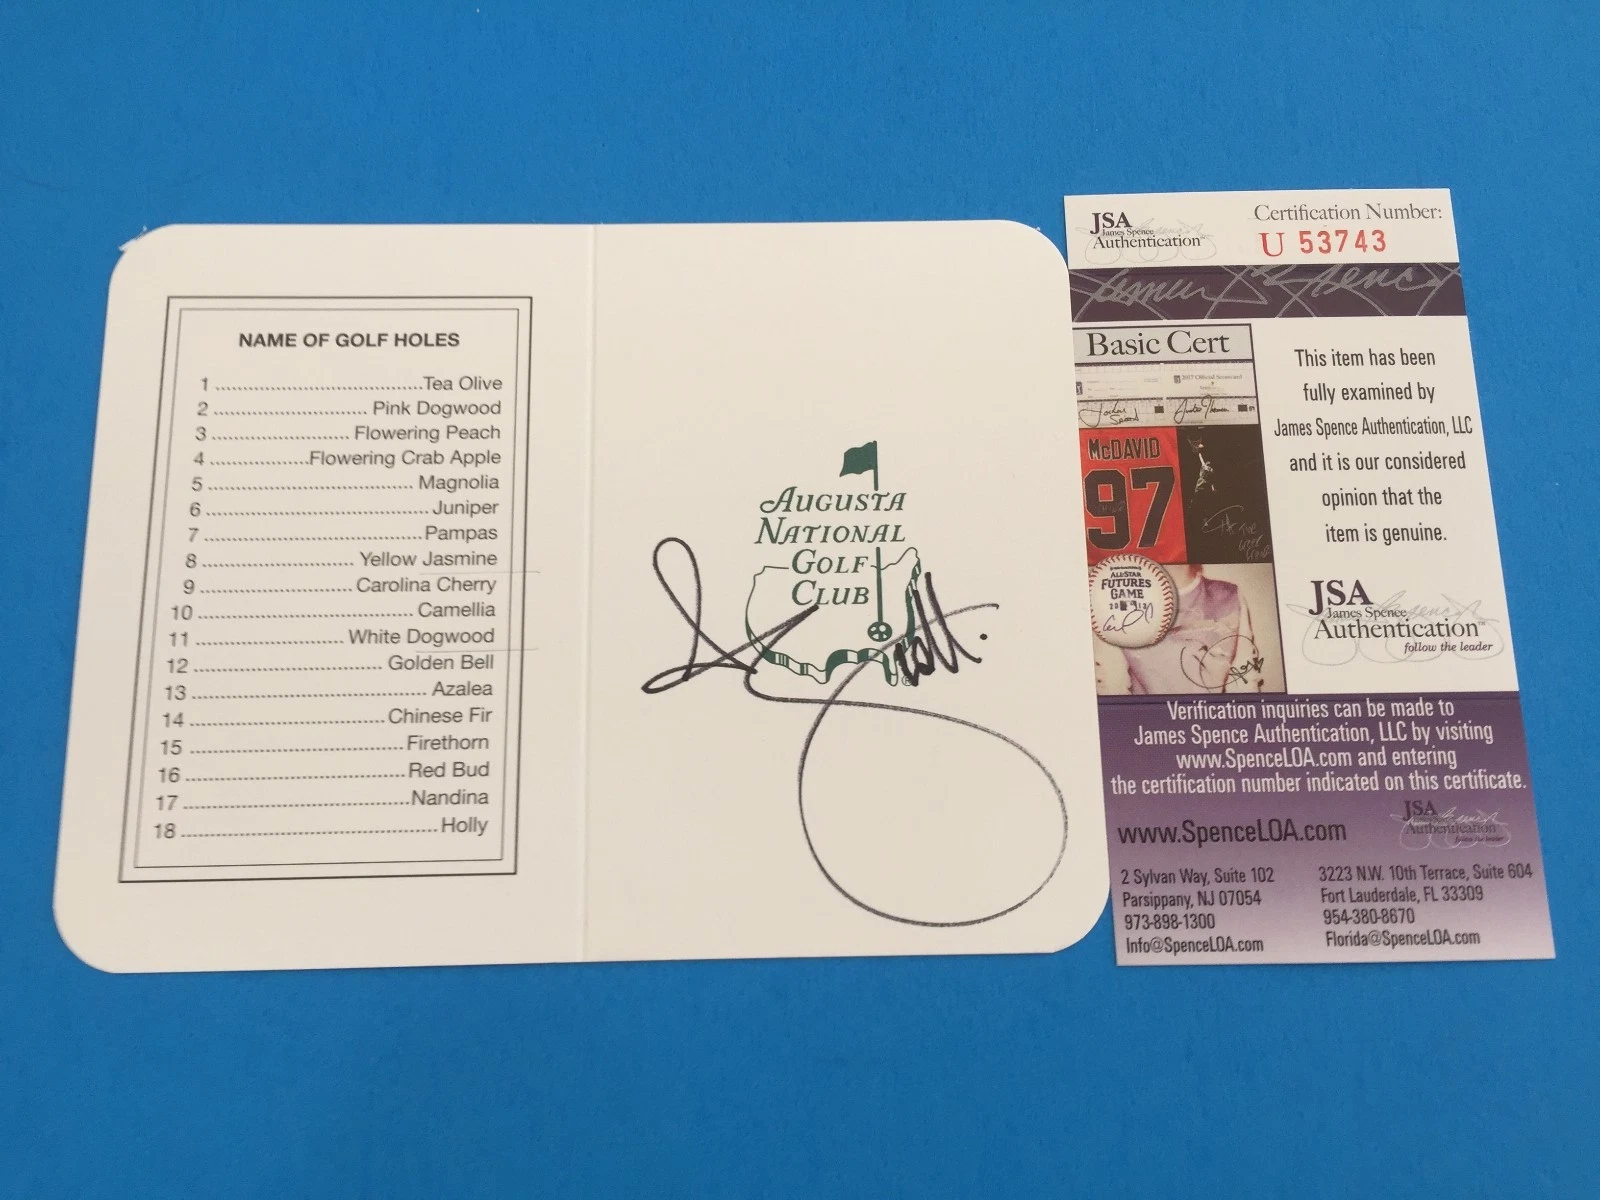 NAME OF GOLF HOLES
1 ........................................Tea Olive
2 ............................. Pink Dogwood
3 ........................... Flowering Peach
4 ...................Flowering Crab Apple
5 ....................................... Magnolia
6 ..........................................Juniper
7 ..........................................Pampas
8 ............................. Yellow Jasmine
9 ............................. Carolina Cherry
10 .........................................Camellia
11 ............................White Dogwood
12 ................................... Golden Bell
13 ............................................ Azalea
14 .....................................Chinese Fir
15 ........................................Firethorn
16 .........................................Red Bud
17 ..........................................Nandina
18 ................................................Holly
AUGUSTA
NATIONAL
GOLF
CLUB
JSA
James Spence
Authentication
Certification Number:
U 53743
Basic Cert
McDAVID
97
ALL-STAR
FUTURES
GAME
This item has been
fully examined by
James Spence Authentication, LLC
and it is our considered
opinion that the
item is genuine.
JSA
James Spence
Authentication™
follow the leader
Verification inquiries can be made to
James Spence Authentication, LLC by visiting
www.SpenceLOA.com and entering
the certification number indicated on this certificate.
JSA
Authentication
www.SpenceLOA.com
2 Sylvan Way, Suite 102
Parsippany, NJ 07054
973-898-1300
Info@SpenceLOA.com
3223 N.W. 10th Terrace, Suite 604
Fort Lauderdale, FL 33309
954-380-8670
Florida@SpenceLOA.com